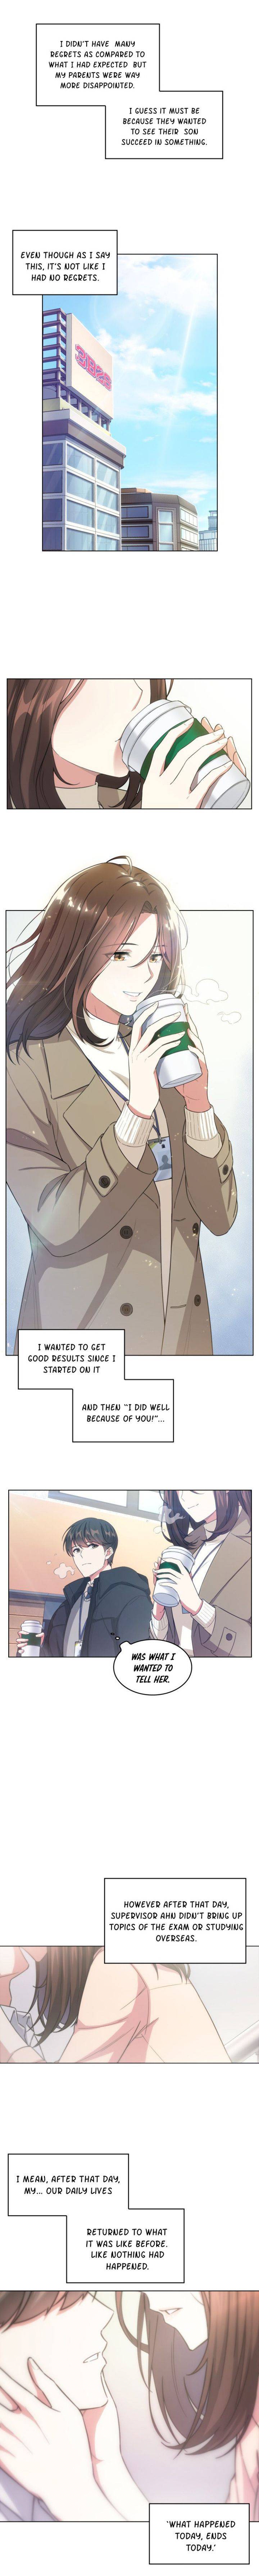 I DIDN'T HAVE MANY
REGRETS AS COMPARED TO
WHAT I HAD EXPECTED BUT
MY PARENTS WERE WAY
MORE DISAPPOINTED.
I GUESS IT MUST BE
BECAUSE THEY WANTED
TO SEE THEIR SON
SUCCEED IN SOMETHING.
EVEN THOUGH AS I SAY
THIS, IT'S NOT LIKE I
HAD NO REGRETS.
I WANTED TO GET
GOOD RESULTS SINCE I
STARTED ON IT
AND THEN "I DID WELL
BECAUSE OF YOU!"...
WAS WHAT I
WANTED TO
TELL HER.
HOWEVER AFTER THAT DAY,
SUPERVISOR AHN DIDN'T BRING UP
TOPICS OF THE EXAM OR STUDYING
OVERSEAS.
I MEAN, AFTER THAT DAY,
MY... OUR DAILY LIVES
RETURNED TO WHAT
IT WAS LIKE BEFORE.
LIKE NOTHING HAD
HAPPENED.
'WHAT HAPPENED
TODAY, ENDS
TODAY.'